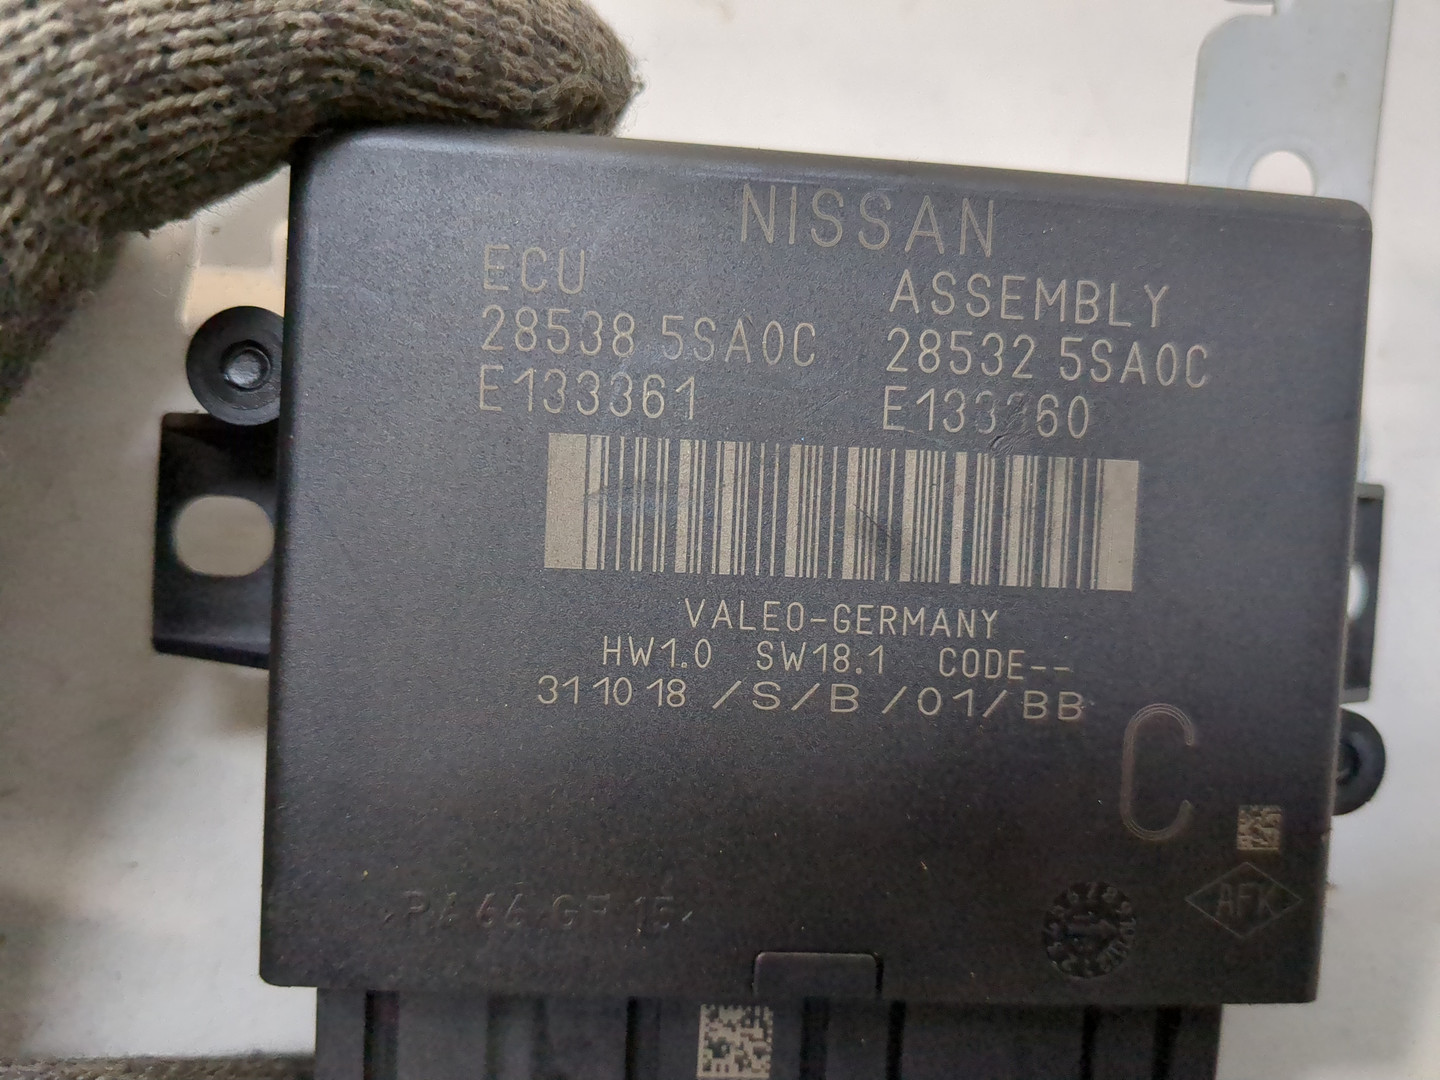 NISSAN
ECU
28538 5SA0C
E133361
ASSEMBLY
28532 5SA0C
E133360
VALEO-GERMANY
HW1.0 SW18.1 CODE--
311018 /S/B/01/BB
C
AFK